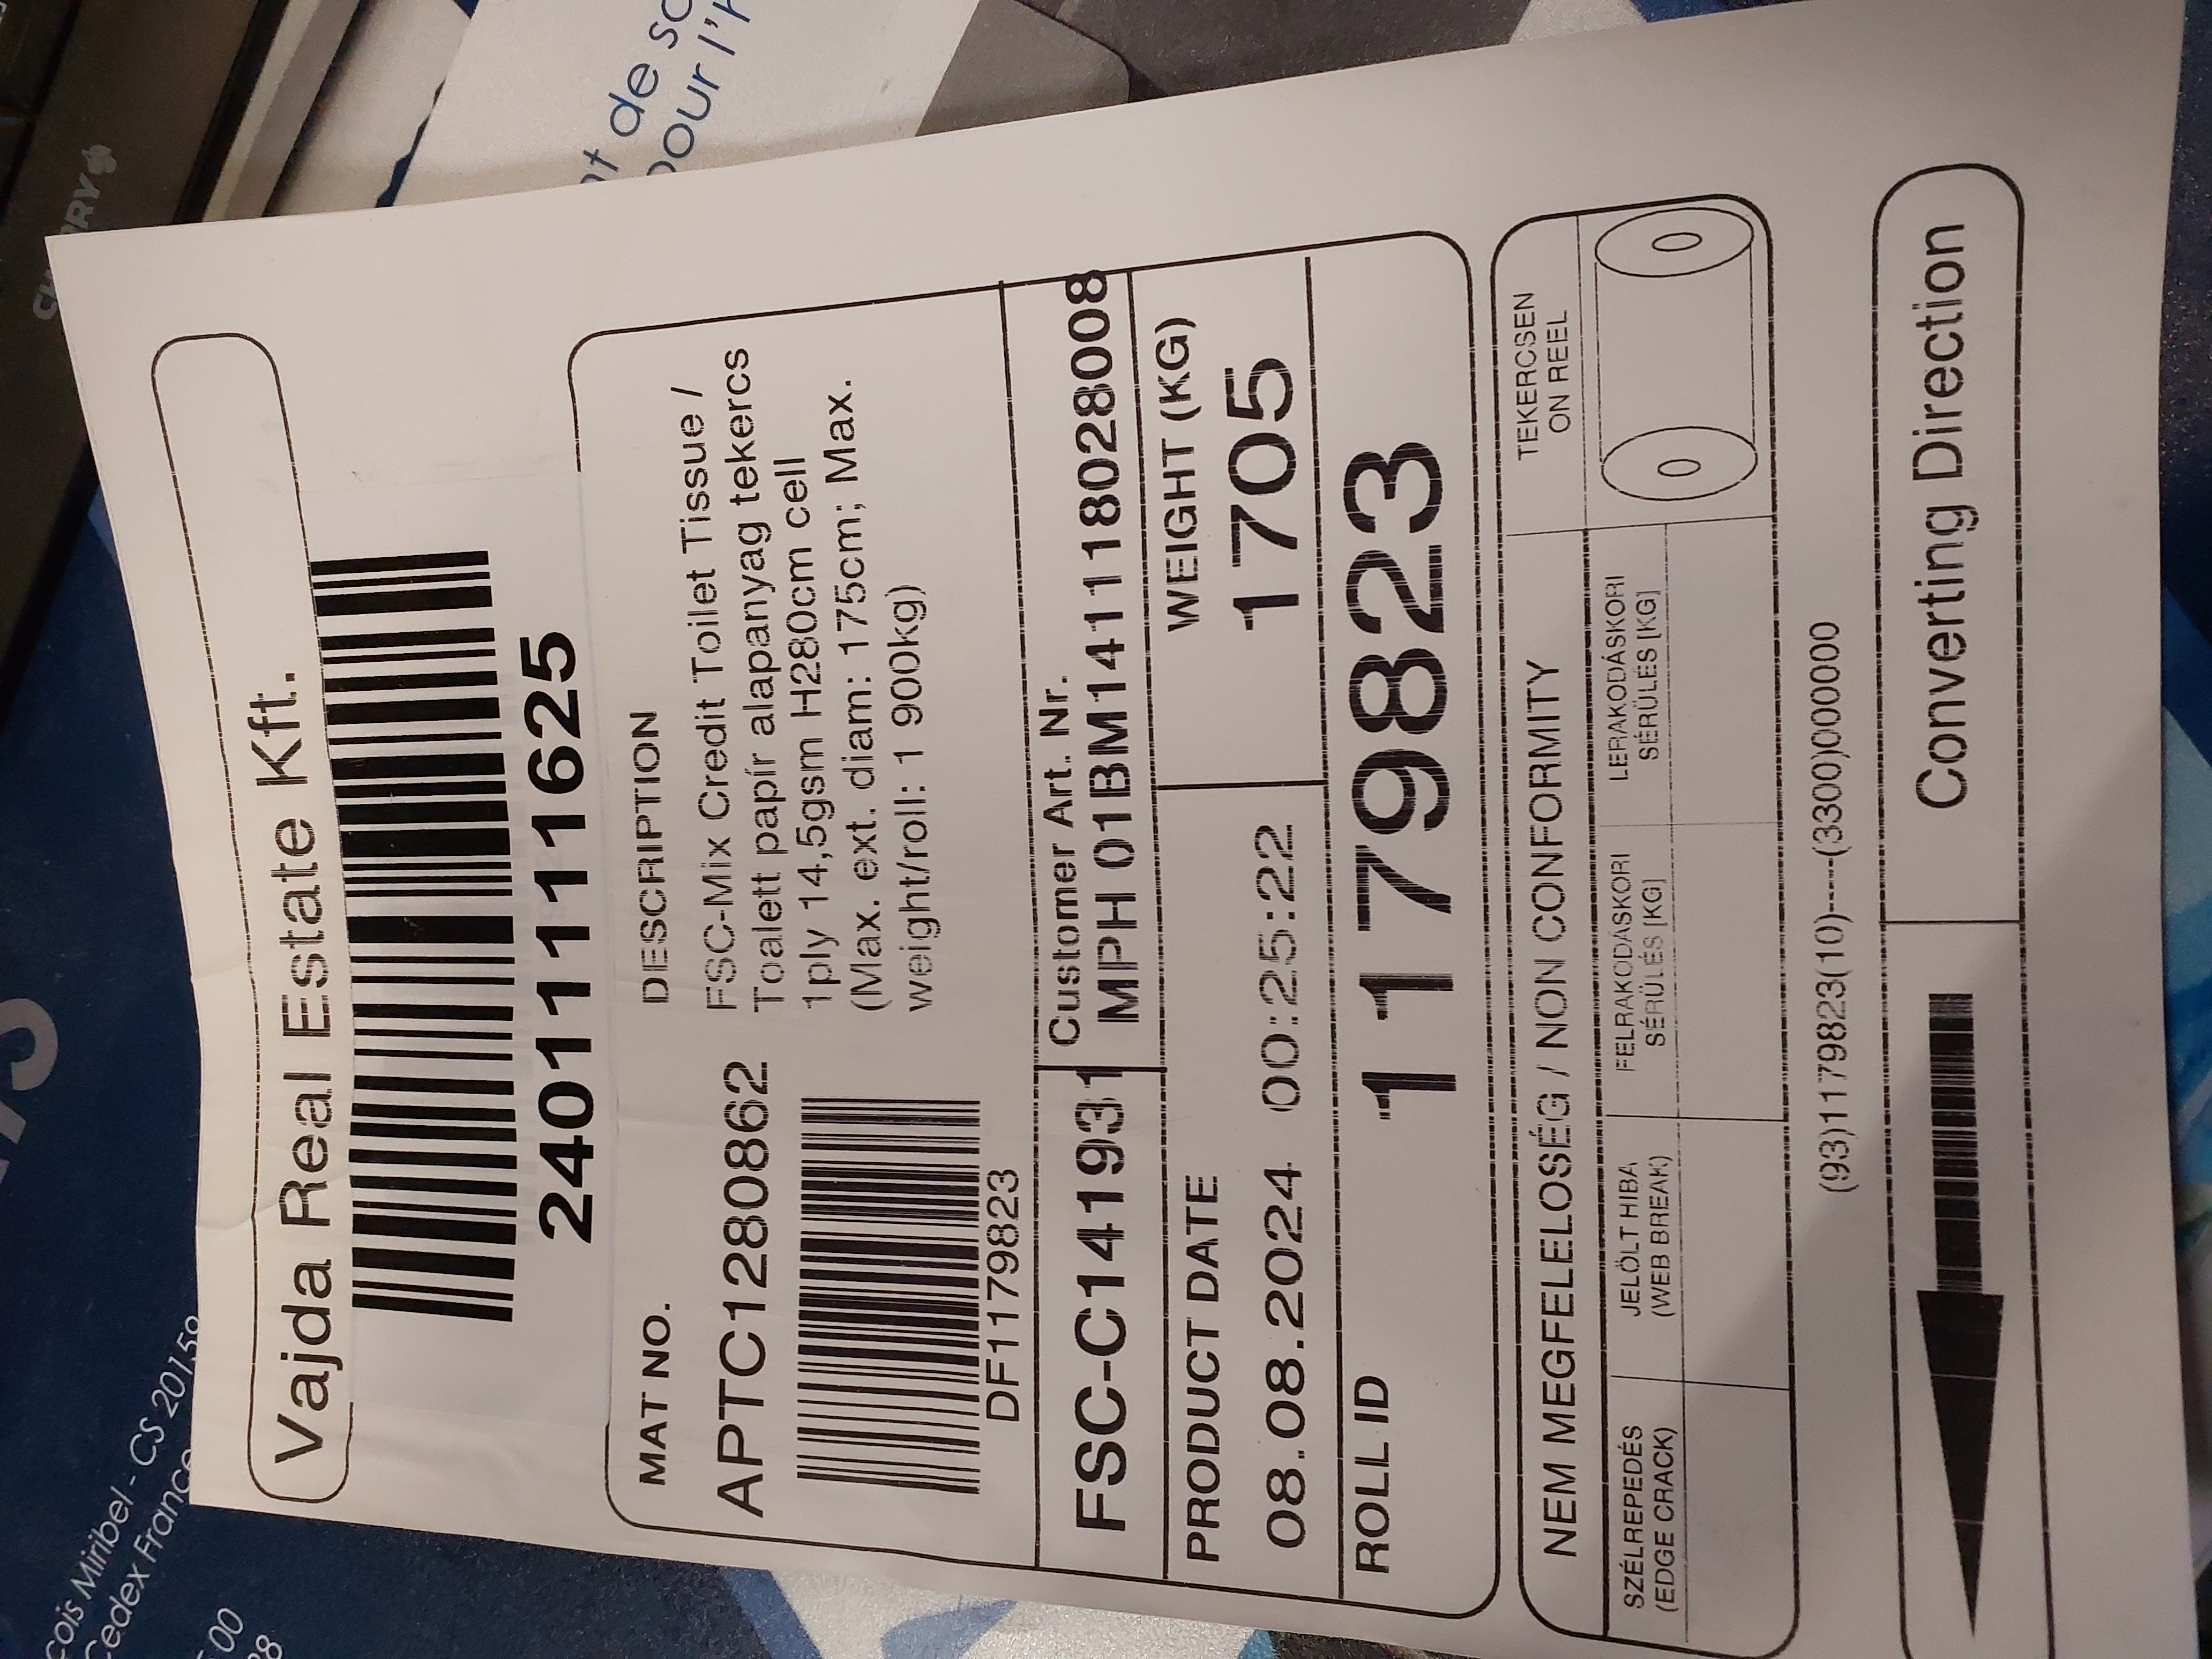 çois Miribel - CS 20159
Cedex France
Vajda Real Estate Kft.
24011111625
MAT NO.
APTC1280862
DF1179823
DESCRIPTION
FSC-Mix Credit Toilet Tissue /
Toalett papír alapanyag tekercs
1ply 14,5gsm H280cm cell
(Max. ext. diam: 175cm; Max.
weight/roll: 1 900kg)
FSC-C141931
Customer Art. Nr.
MPH 01BM141118028008
PRODUCT DATE
08.08.2024 00:25:22
WEIGHT (KG)
1705
ROLL ID
1179823
NEM MEGFELELOSÉG / NON CONFORMITY
TEKERCSEN
ON REEL
SZÉLREPEDÉS
(EDGE CRACK)
JELÖLT HIBA
(WEB BREAK)
FELRAKODÁSKORI
SÉRÜLÉS [KG]
LERAKODÁSKORI
SÉRÜLÉS [KG]
(93)1179823(10)-----(3300)000000
Converting Direction
de
pour l'